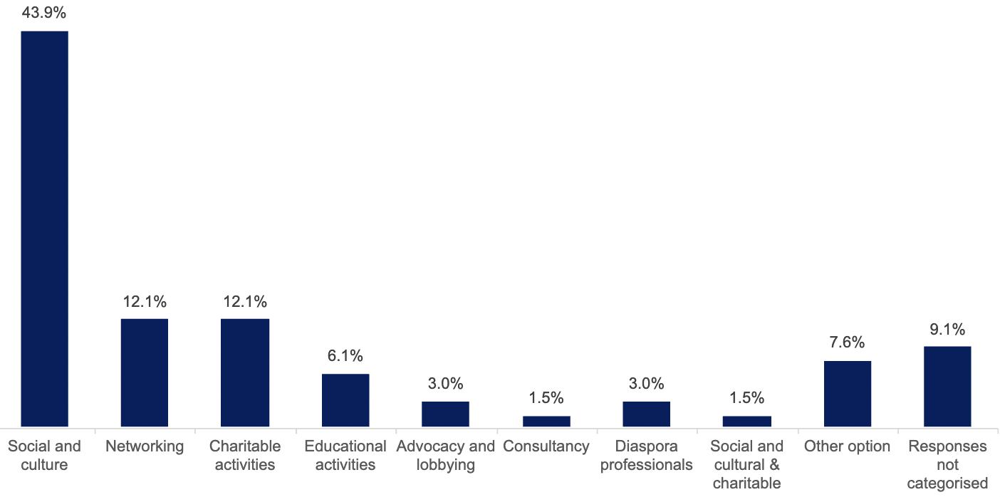 43.9%
12.1%
12.1%
6.1%
3.0%
1.5%
3.0%
1.5%
7.6%
9.1%
Social and
culture
Networking
Charitable
activities
Educational
activities
Advocacy and
lobbying
Consultancy
Diaspora
professionals
Social and
cultural &
charitable
Other option
Responses
not
categorised